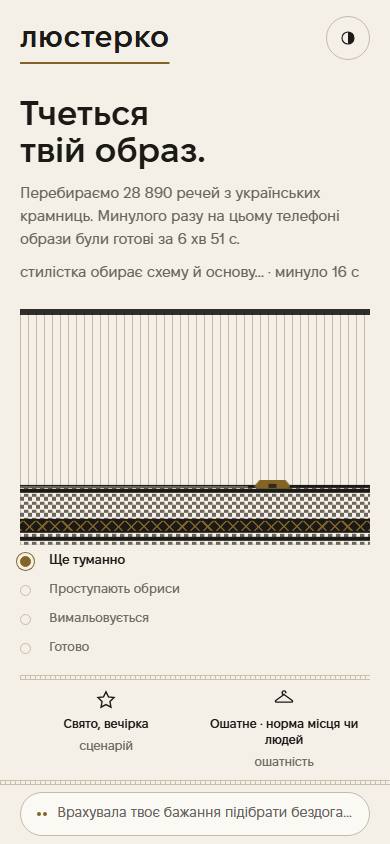 люстерко
Тчеться
твій образ.
Перебираємо 28 890 речей з українських
крамниць. Минулого разу на цьому телефоні
образи були готові за 6 хв 51 с.
стилістка обирає схему й основу… · минуло 16 с
Ще туманно
Проступають обриси
Вимальовується
Готово
Свято, вечірка
сценарій
Ошатне · норма місця чи
людей
ошатність
Врахувала твоє бажання підібрати бездога…